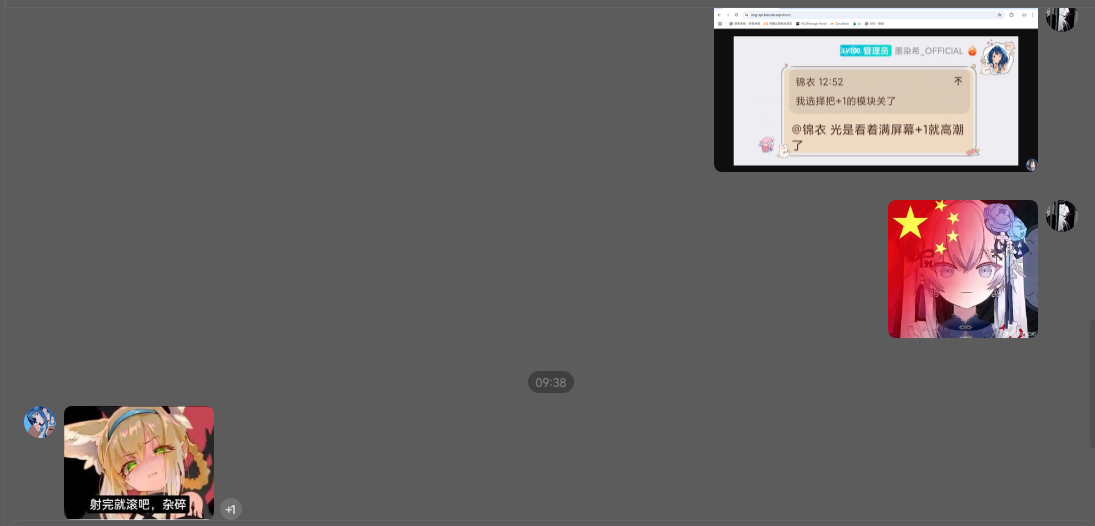 LV100 管理员 墨染希_OFFICIAL
锦衣 12:52
我选择把+1的模块关了
@锦衣 光是看着满屏幕+1就高潮
了
09:38
射完就滚吧，杂碎
+1